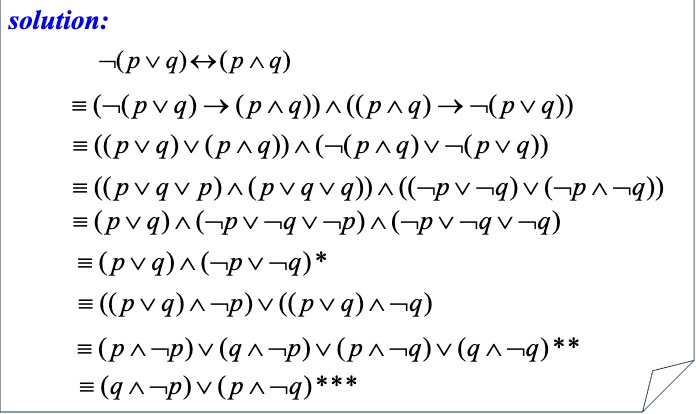 solution:
¬(p ∨ q)↔(p ∧ q)
≡ (¬(p ∨ q) → (p ∧ q)) ∧ ((p ∧ q) → ¬(p ∨ q))
≡ ((p ∨ q) ∨ (p ∧ q)) ∧ (¬(p ∧ q) ∨ ¬(p ∨ q))
≡ ((p ∨ q ∨ p) ∧ (p ∨ q ∨ q)) ∧ ((¬p ∨ ¬q) ∨ (¬p ∧ ¬q))
≡ (p ∨ q) ∧ (¬p ∨ ¬q ∨ ¬p) ∧ (¬p ∨ ¬q ∨ ¬q)
≡ (p ∨ q) ∧ (¬p ∨ ¬q)*
≡ ((p ∨ q) ∧ ¬p) ∨ ((p ∨ q) ∧ ¬q)
≡ (p ∧ ¬p) ∨ (q ∧ ¬p) ∨ (p ∧ ¬q) ∨ (q ∧ ¬q)**
≡ (q ∧ ¬p) ∨ (p ∧ ¬q)***